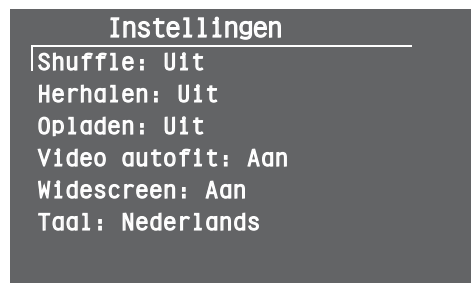 Instellingen
Shuffle: Uit
Herhalen: Uit
Opladen: Uit
Video autofit: Aan
Widescreen: Aan
Taal: Nederlands